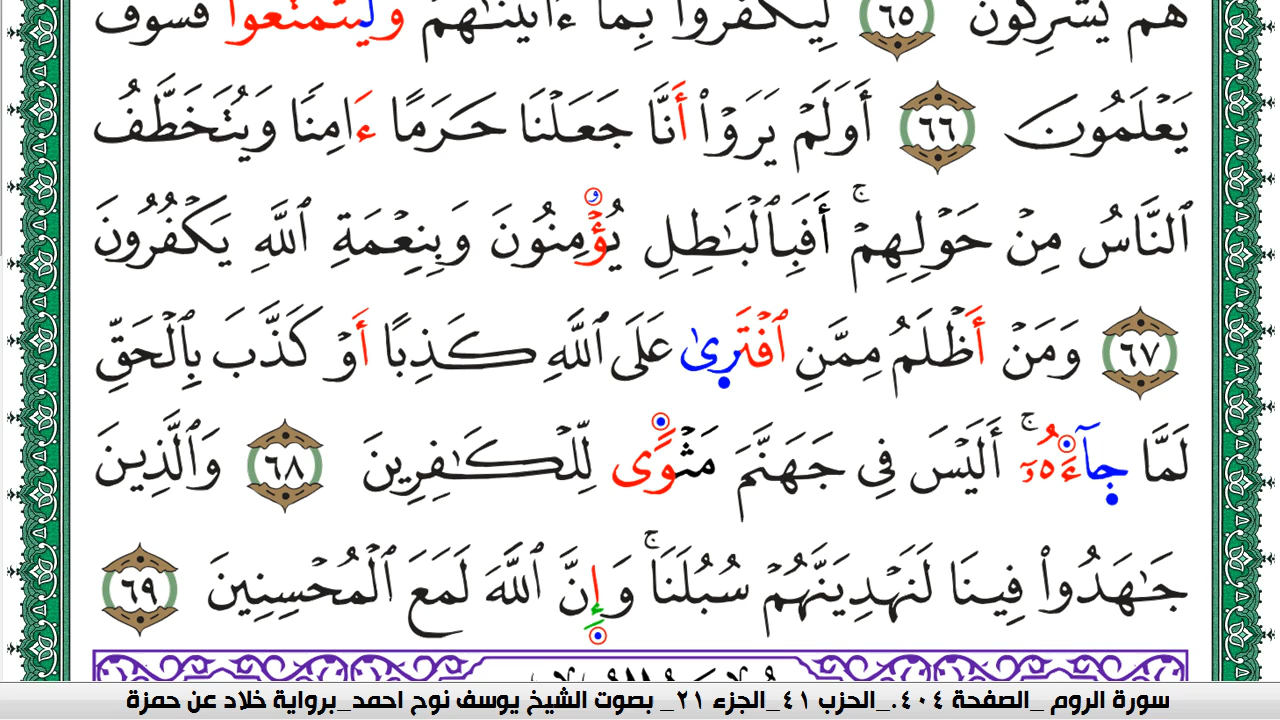 هُمْ يُشْرِكُونَ ٦٥ لِيَكْفُرُوا۟ بِمَآ ءَاتَيْنَـٰهُمْ وَلْيَتَمَتَّعُوا۟ فَسَوْفَ
يَعْلَمُونَ ٦٦ أَوَلَمْ يَرَوْا۟ أَنَّا جَعَلْنَا حَرَمًا ءَامِنًا وَيُتَخَطَّفُ
ٱلنَّاسُ مِنْ حَوْلِهِمْ ۚ أَفَبِٱلْبَـٰطِلِ يُؤْمِنُونَ وَبِنِعْمَةِ ٱللَّهِ يَكْفُرُونَ
٦٧ وَمَنْ أَظْلَمُ مِمَّنِ ٱفْتَرَىٰ عَلَى ٱللَّهِ كَذِبًا أَوْ كَذَّبَ بِٱلْحَقِّ
لَمَّا جَآءَهُۥٓ ۚ أَلَيْسَ فِى جَهَنَّمَ مَثْوًى لِّلْكَـٰفِرِينَ ٦٨ وَٱلَّذِينَ
جَـٰهَدُوا۟ فِينَا لَنَهْدِيَنَّهُمْ سُبُلَنَا ۚ وَإِنَّ ٱللَّهَ لَمَعَ ٱلْمُحْسِنِينَ ٦٩
سورة الروم _الصفحة ٤٠٤._الحزب ٤١_الجزء ٢١_ بصوت الشيخ يوسف نوح احمد_برواية خلاد عن حمزة